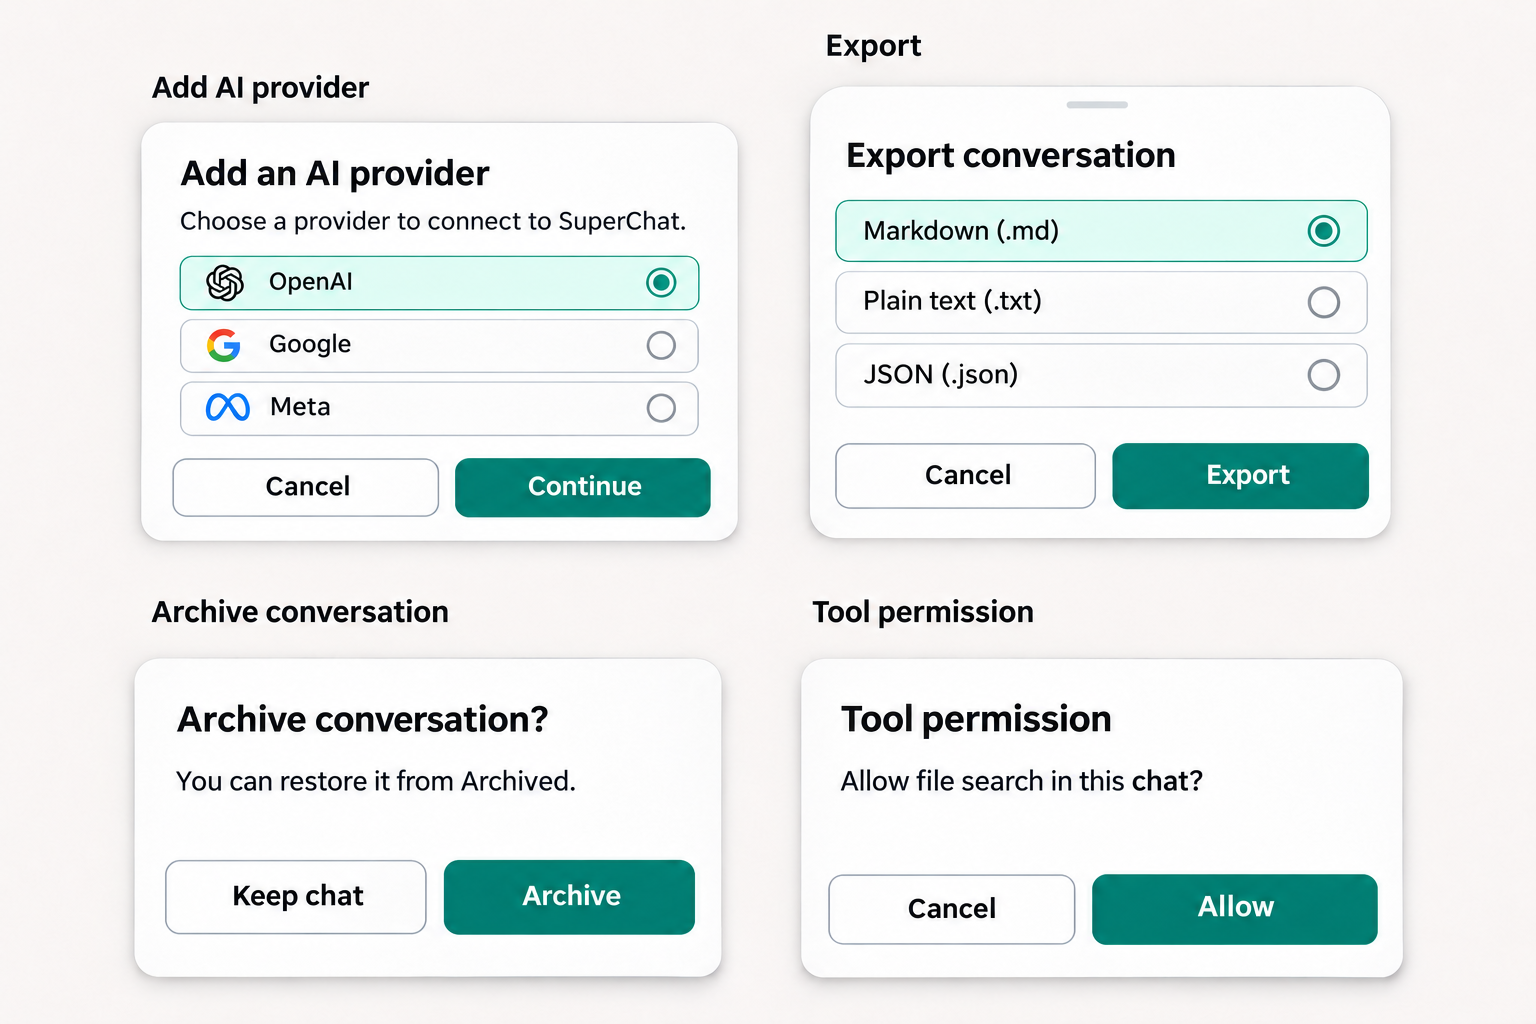 Add AI provider
Add an AI provider
Choose a provider to connect to SuperChat.
OpenAI
Google
Meta
Cancel
Continue
Export
Export conversation
Markdown (.md)
Plain text (.txt)
JSON (.json)
Cancel
Export
Archive conversation
Archive conversation?
You can restore it from Archived.
Keep chat
Archive
Tool permission
Tool permission
Allow file search in this chat?
Cancel
Allow